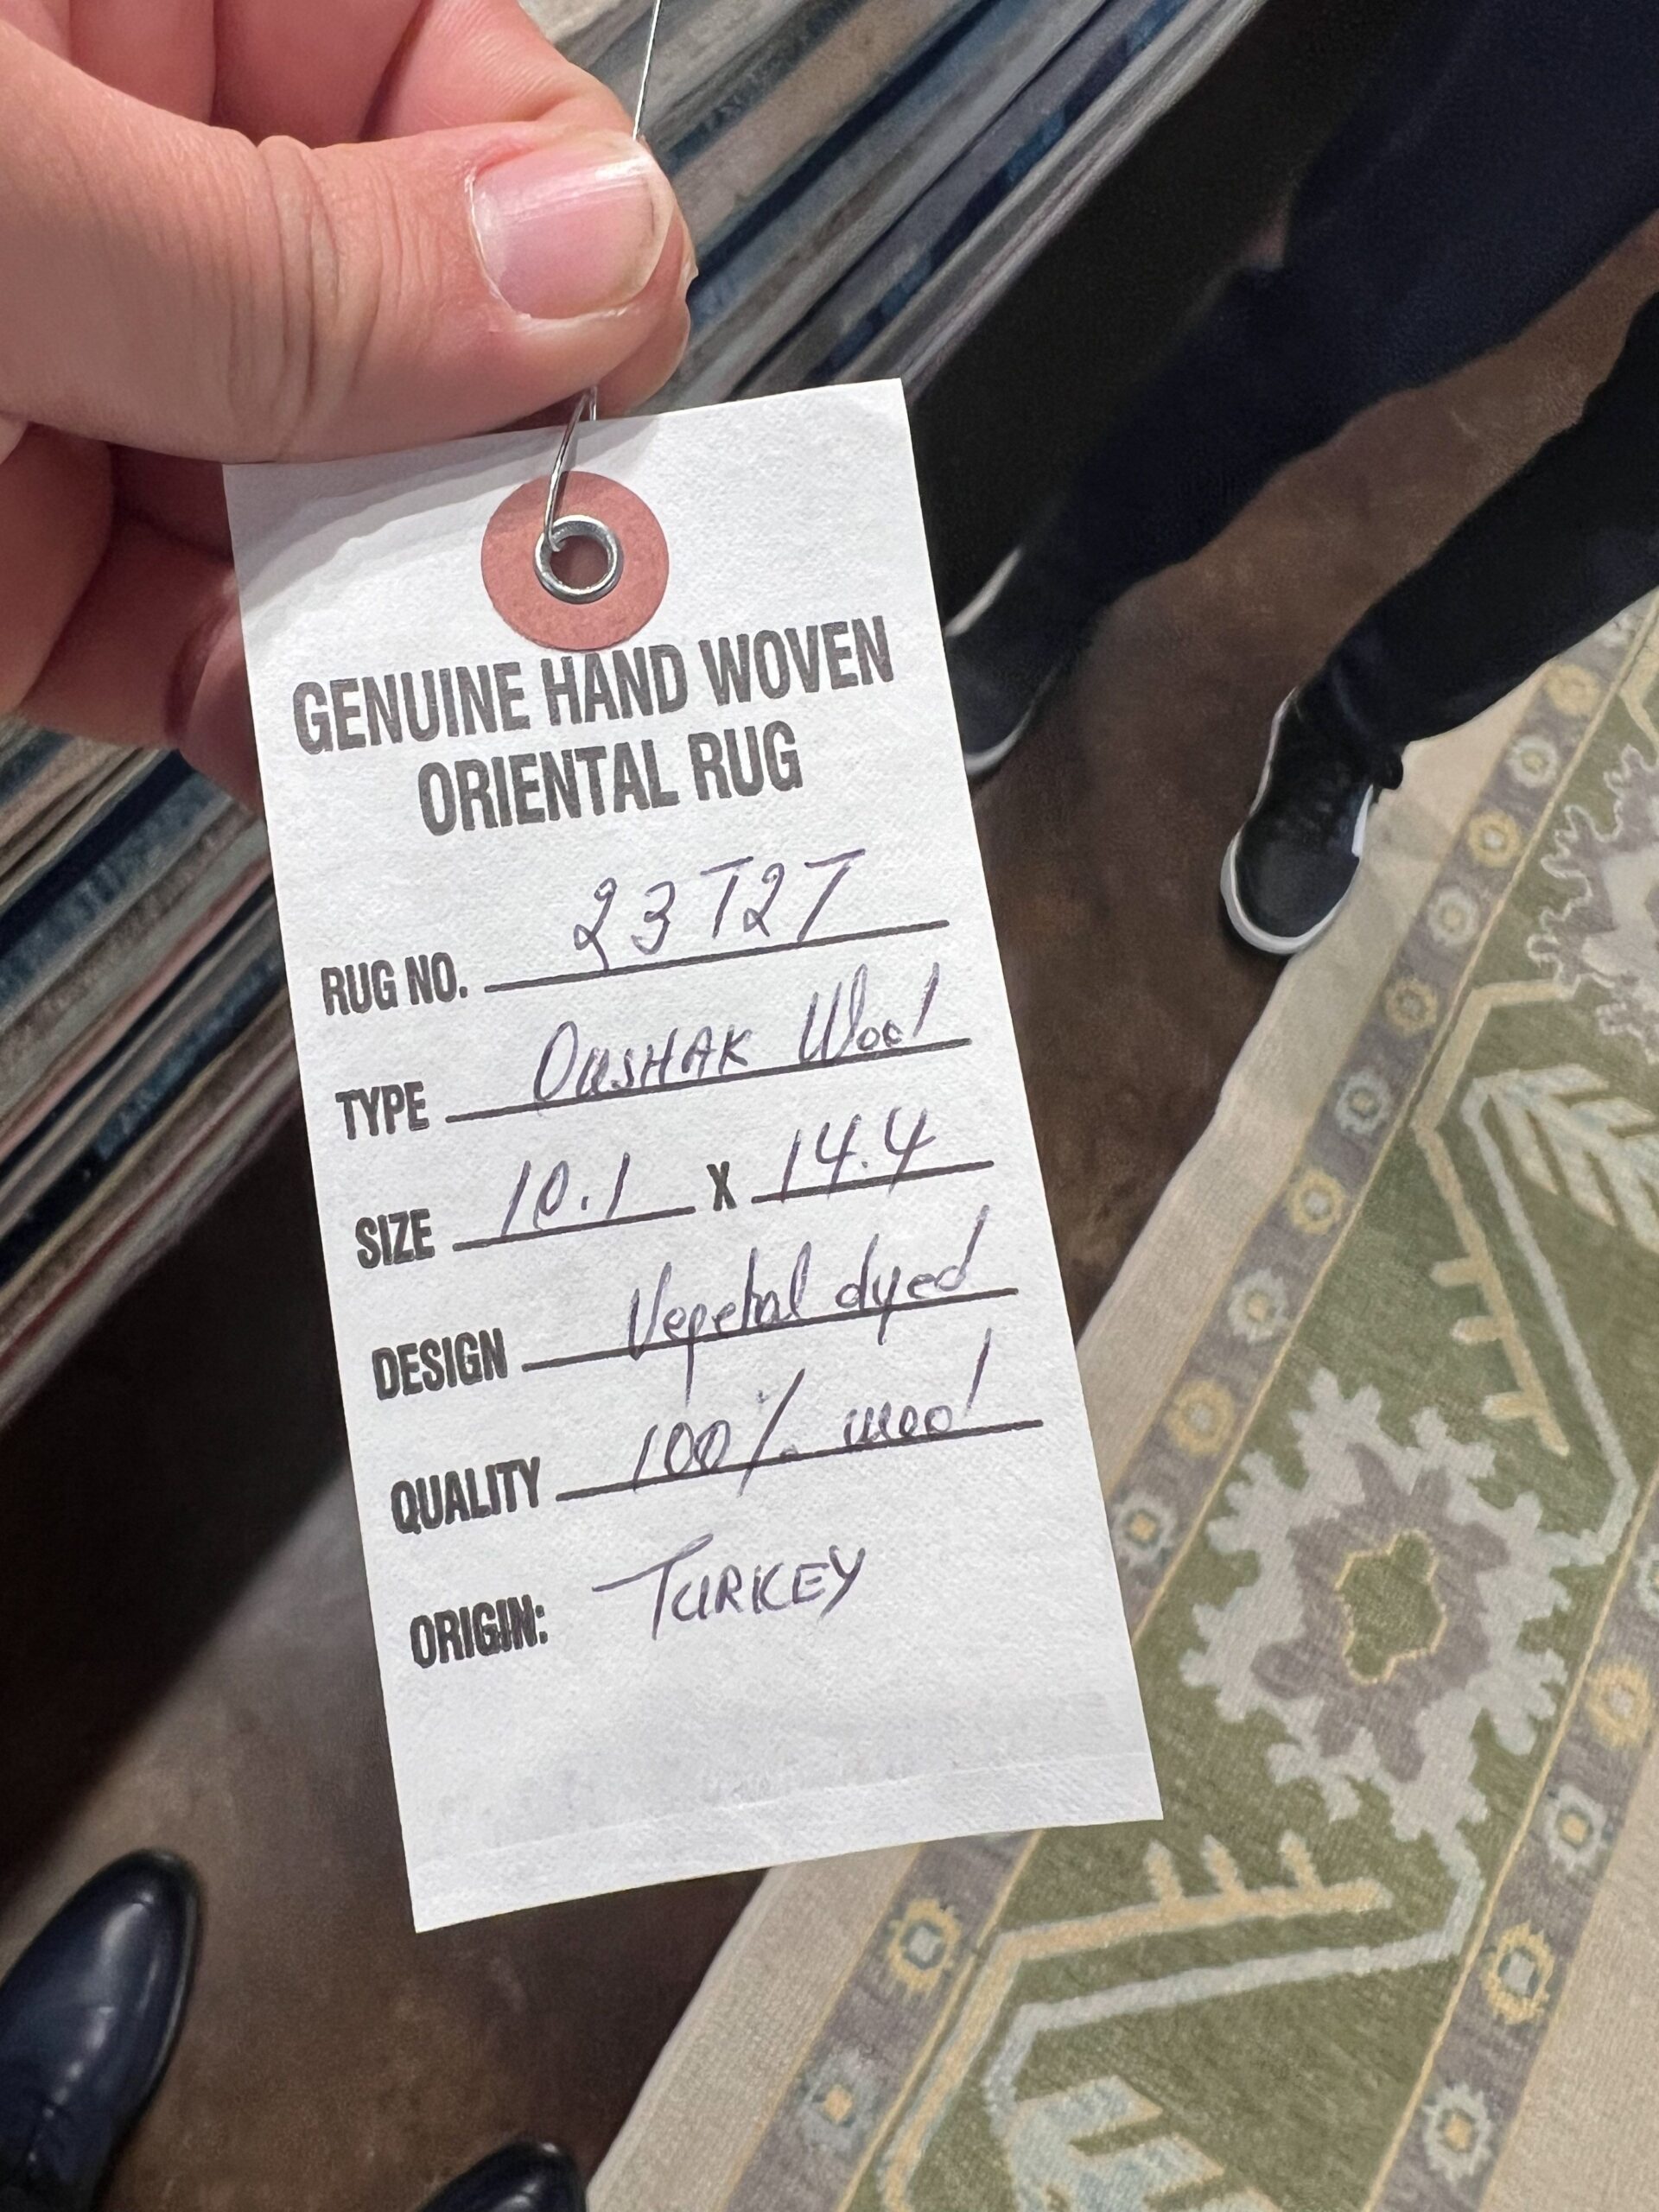 GENUINE HAND WOVEN
ORIENTAL RUG
RUG NO. 23727
TYPE OUSHAK Wool
SIZE 10.1 X 14.4
DESIGN Vegetal dyed
QUALITY 100% wool
ORIGIN: TURKEY